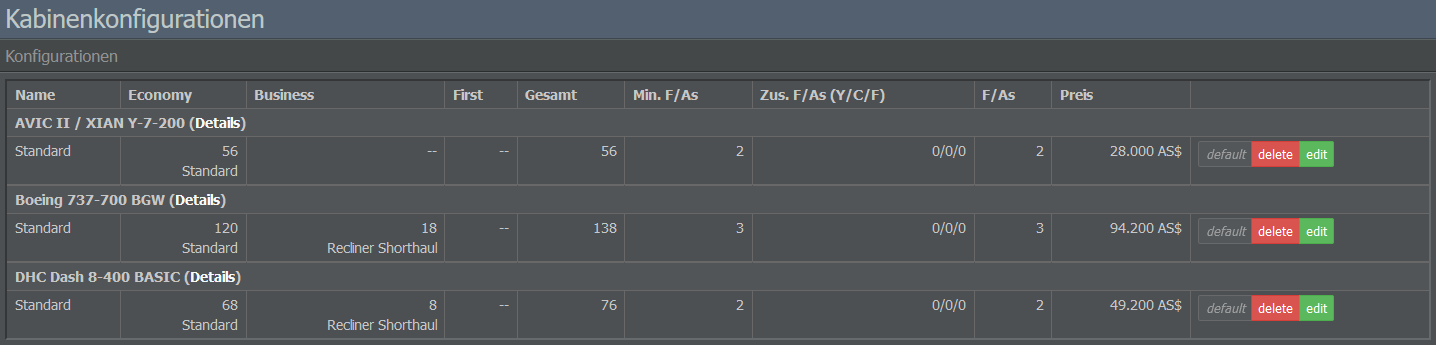 Kabinenkonfigurationen
Konfigurationen
Name Economy Business First Gesamt Min. F/As Zus. F/As (Y/C/F) F/As Preis
AVIC II / XIAN Y-7-200 (Details)
Standard 56 -- -- 56 2 0/0/0 2 28.000 AS$ default delete edit
Standard
Boeing 737-700 BGW (Details)
Standard 120 18 -- 138 3 0/0/0 3 94.200 AS$ default delete edit
Standard Recliner Shorthaul
DHC Dash 8-400 BASIC (Details)
Standard 68 8 -- 76 2 0/0/0 2 49.200 AS$ default delete edit
Standard Recliner Shorthaul